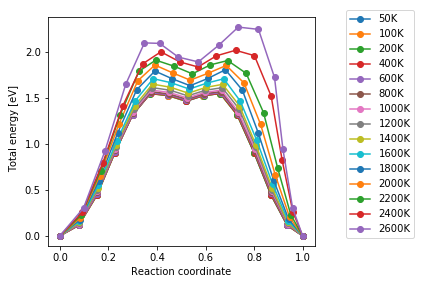 2.0
1.5
1.0
0.5
0.0
Total energy [eV]
0.0 0.2 0.4 0.6 0.8 1.0
Reaction coordinate
50K
100K
200K
400K
600K
800K
1000K
1200K
1400K
1600K
1800K
2000K
2200K
2400K
2600K